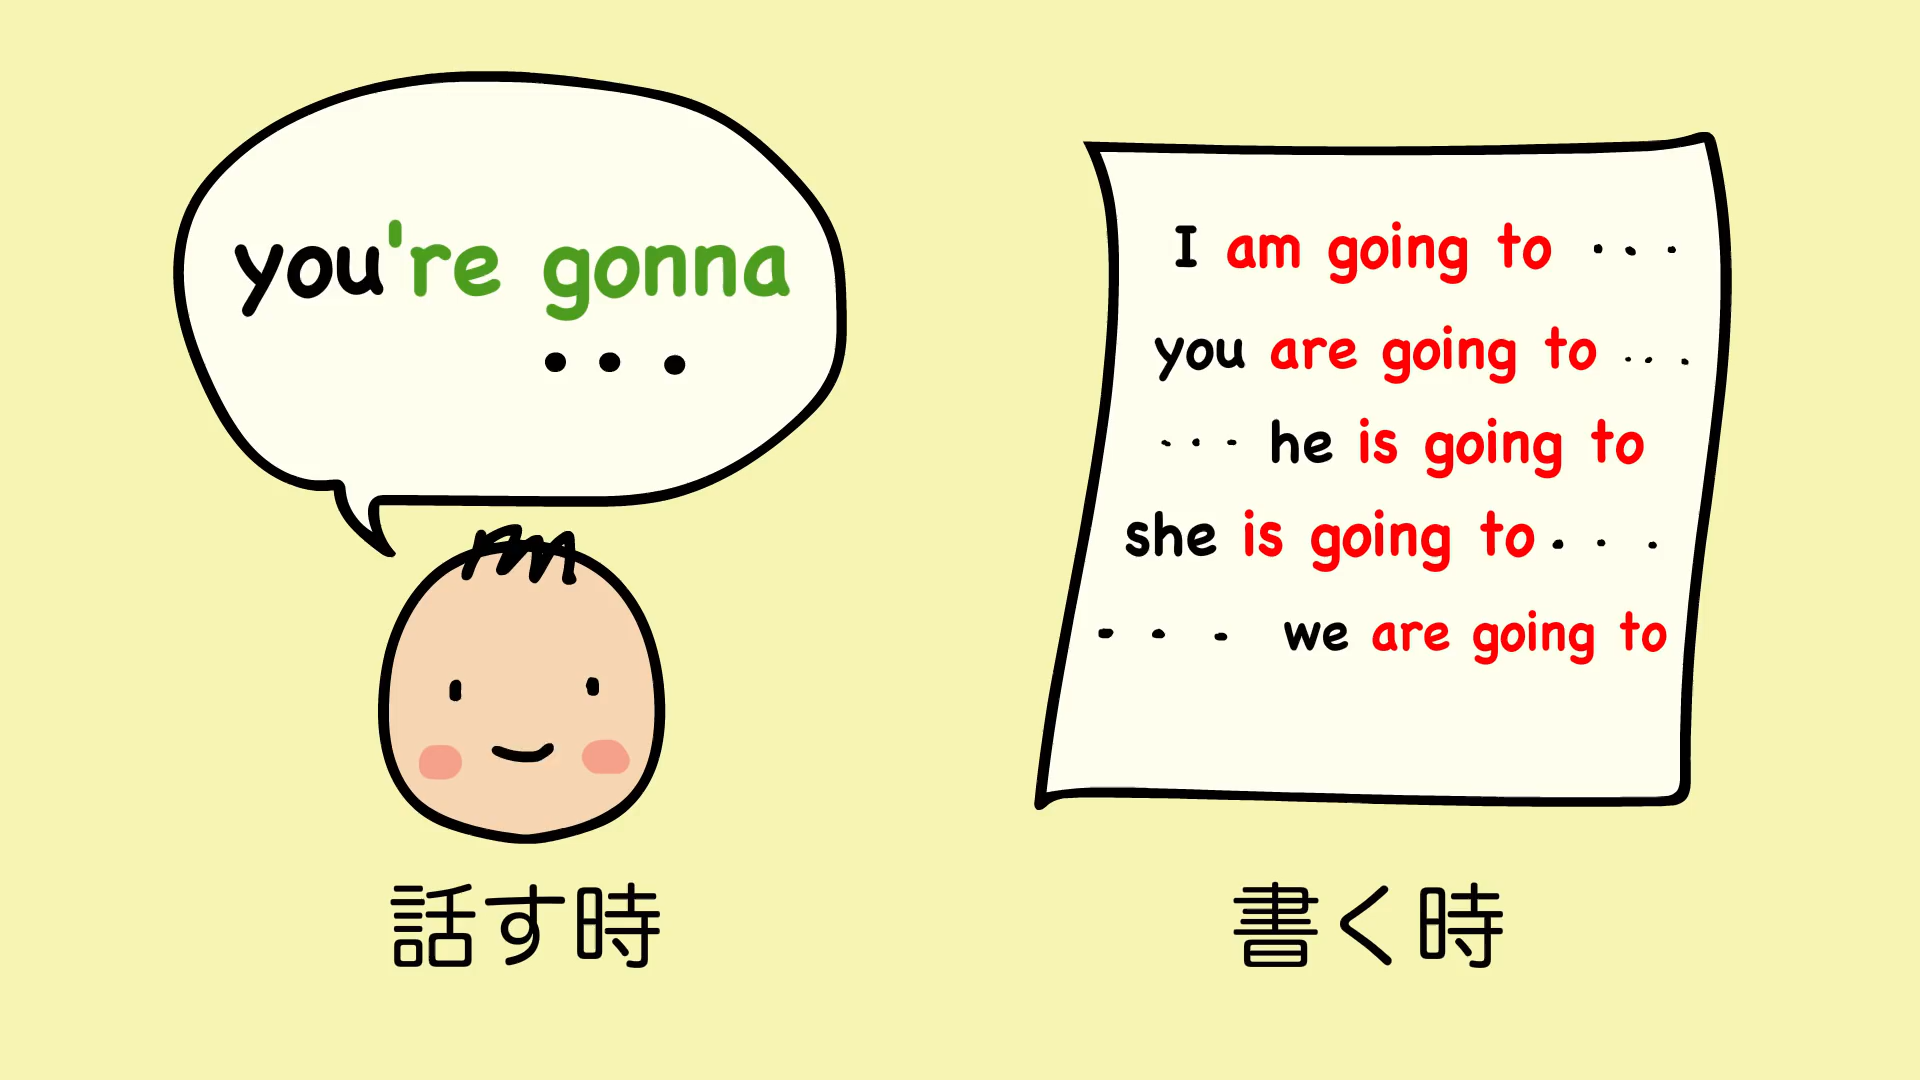 you're gonna
...
I am going to ...
you are going to ...
... he is going to
she is going to ...
... we are going to
話す時
書く時